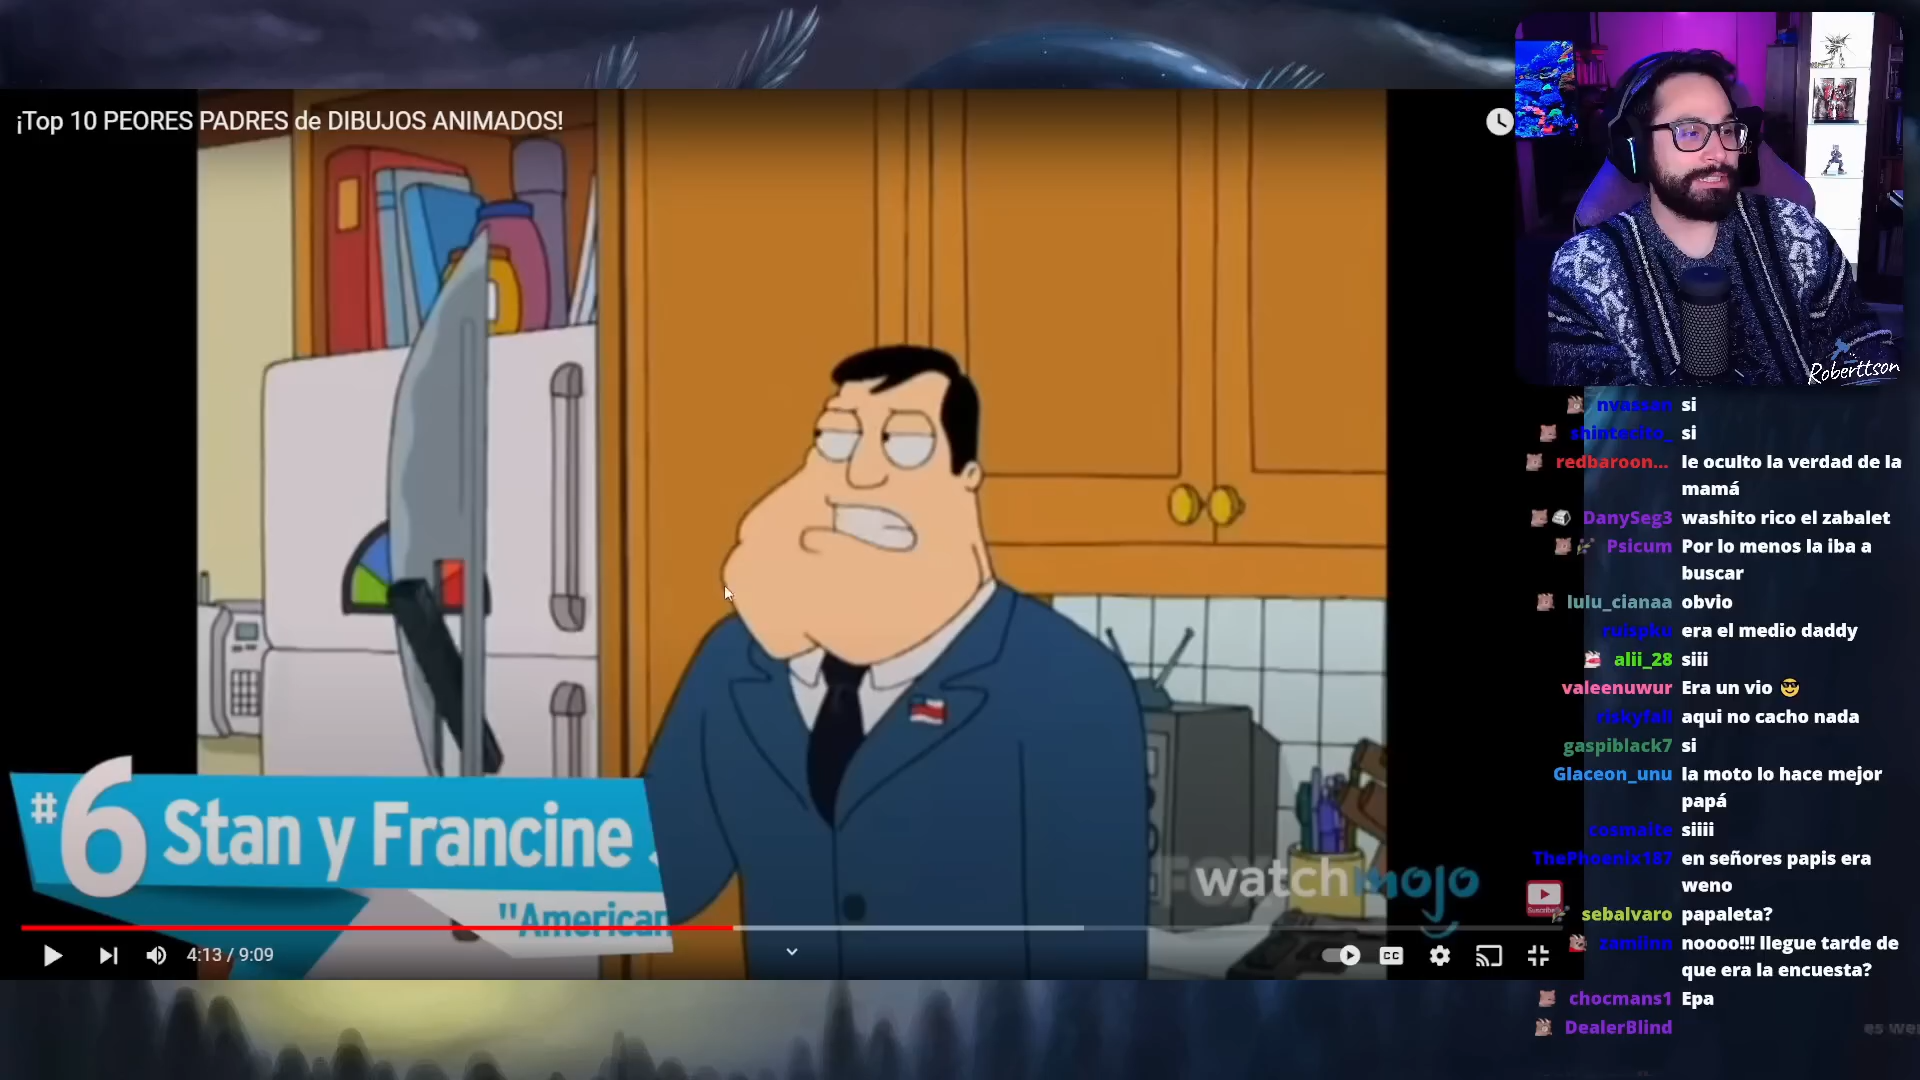 ¡Top 10 PEORES PADRES de DIBUJOS ANIMADOS!
Roberttson
nvassan si
shintecito_ si
redbaroon... le oculto la verdad de la
mamá
DanySeg3 washito rico el zabalet
Psicum Por lo menos la iba a
buscar
lulu_cianaa obvio
ruispku era el medio daddy
alii_28 siii
valeenuwur Era un vio 😎
riskyfall aqui no cacho nada
gaspiblack7 si
Glaceon_unu la moto lo hace mejor
papá
cosmaite siiii
ThePhoenix187 en señores papis era
weno
sebalvaro papaleta?
zamiinn noooo!!! llegue tarde de
que era la encuesta?
chocmans1 Epa
DealerBlind
#6 Stan y Francine
"American
FOX
watchmojo
4:13 / 9:09
CC